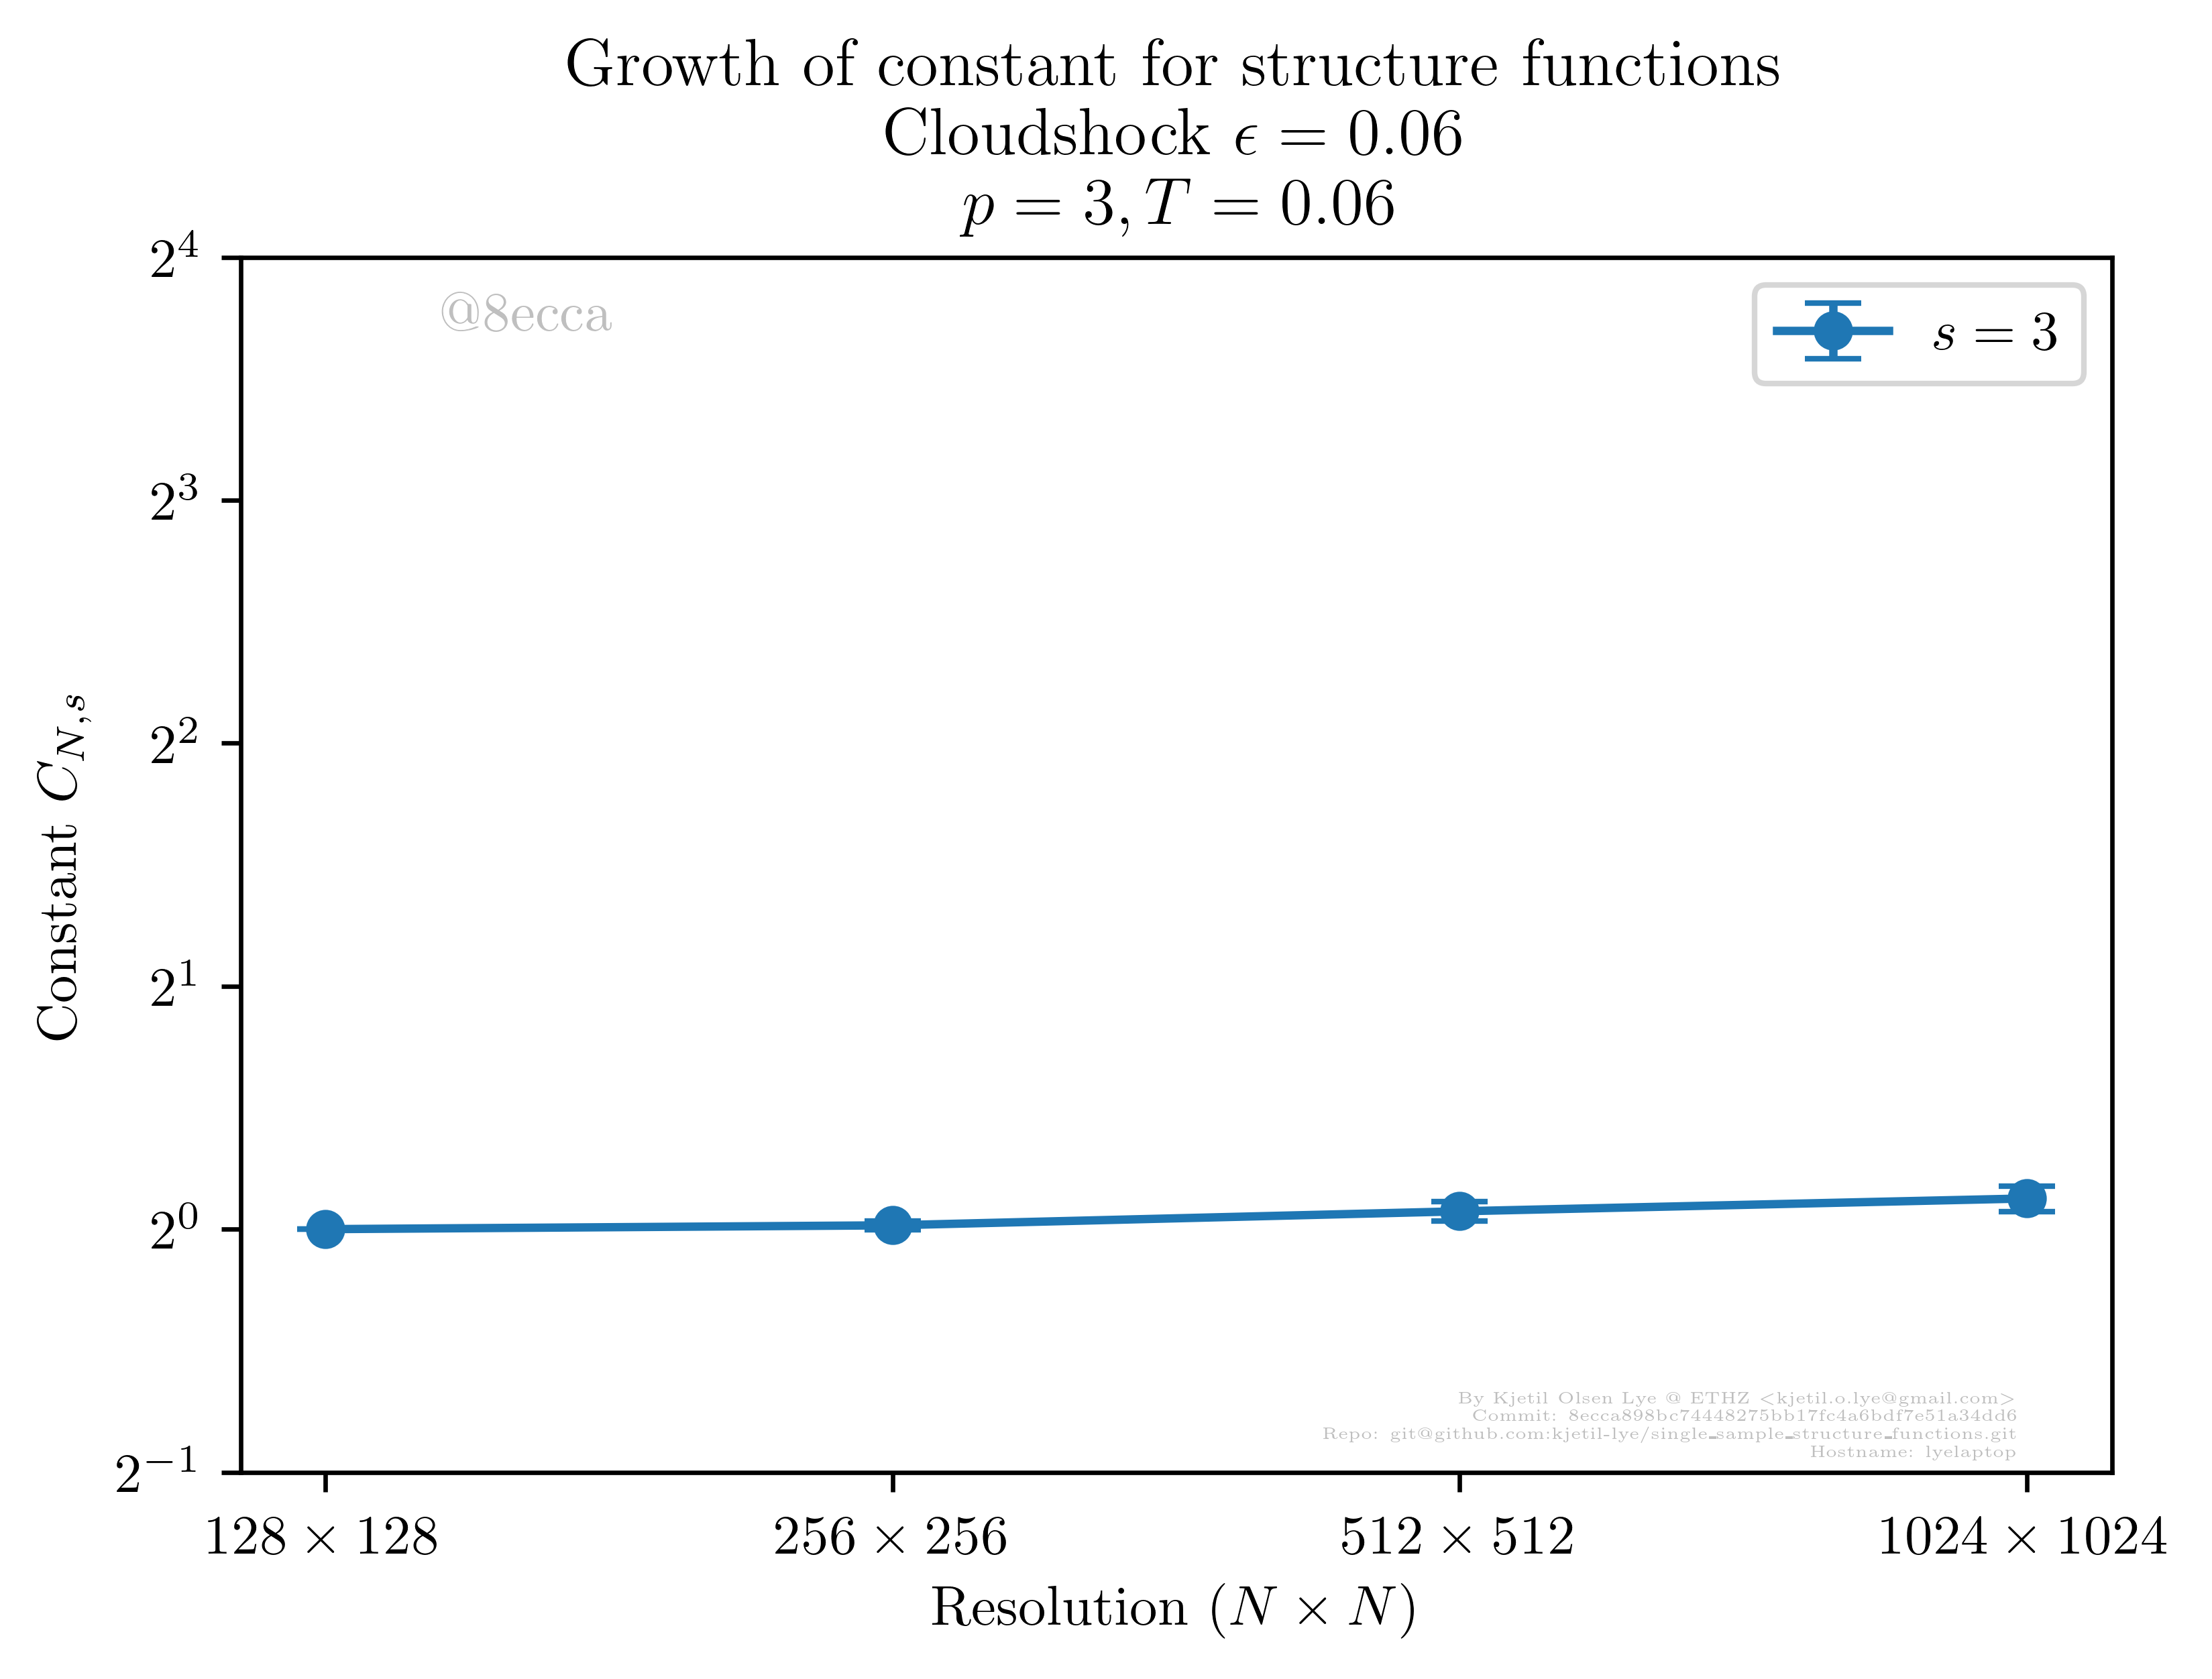 Growth of constant for structure functions
Cloudshock ϵ = 0.06
p = 3, T = 0.06
@8ecca
s = 3
2^4
2^3
2^2
2^1
2^0
2^−1
Constant C_{N,s}
By Kjetil Olsen Lye @ ETHZ <kjetil.o.lye@gmail.com>
Commit: 8ecca898bc74448275bb17fc4a6bdf7e51a34dd6
Repo: git@github.com:kjetil-lye/single_sample_structure_functions.git
Hostname: lyelaptop
128 × 128 256 × 256 512 × 512 1024 × 1024
Resolution (N × N)